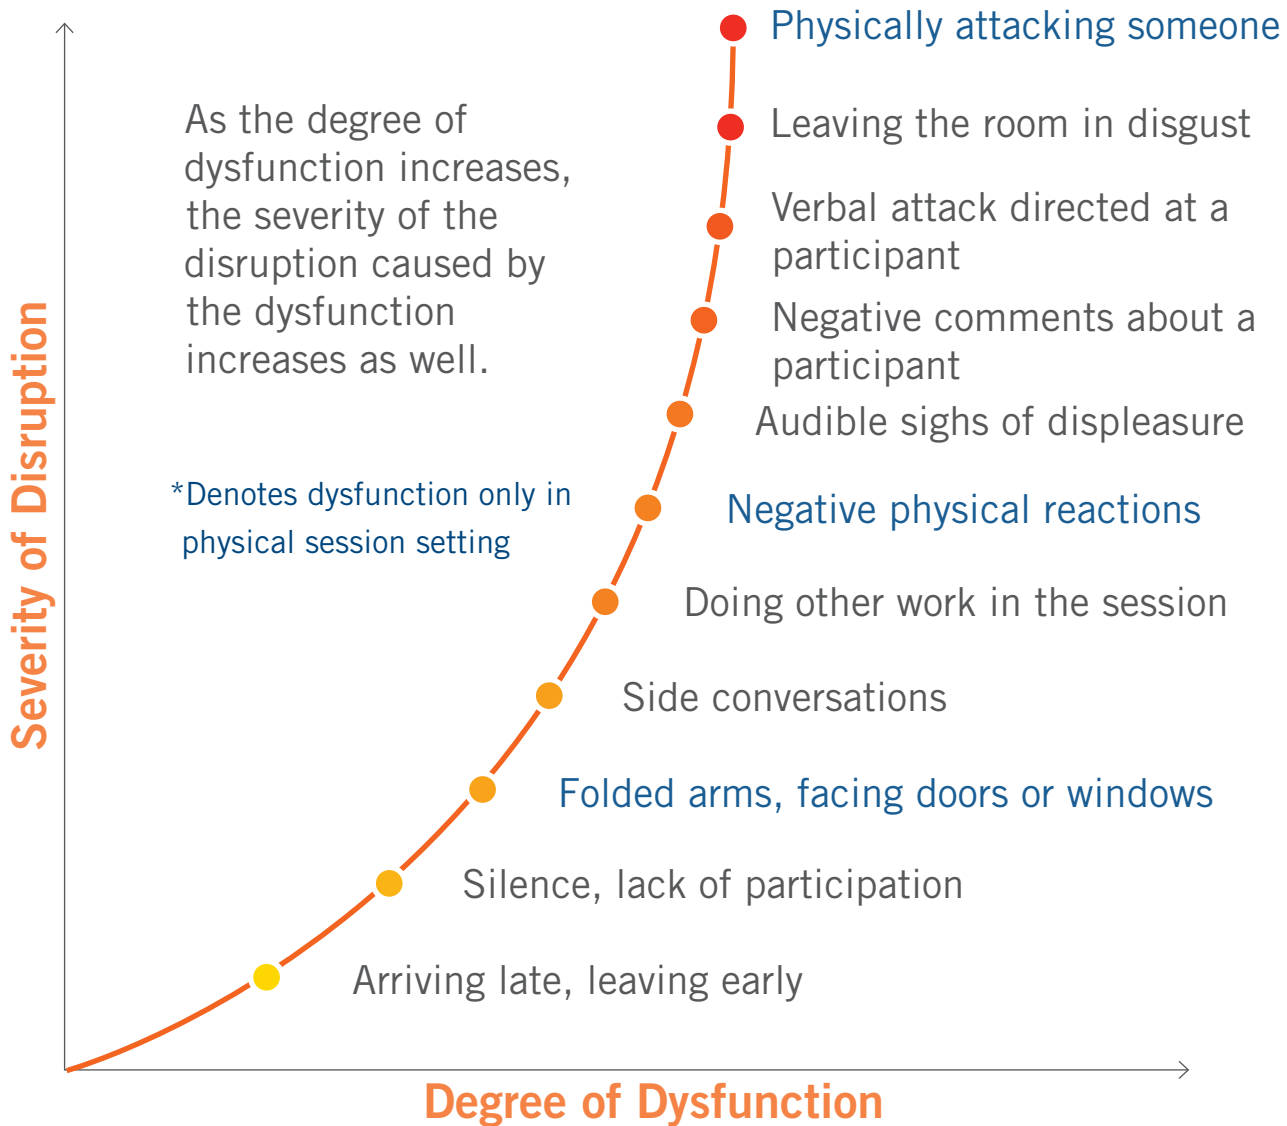 Physically attacking someone
As the degree of
dysfunction increases,
the severity of the
disruption caused by
the dysfunction
increases as well.
Leaving the room in disgust
Verbal attack directed at a
participant
Negative comments about a
participant
Audible sighs of displeasure
*Denotes dysfunction only in
physical session setting
Negative physical reactions
Doing other work in the session
Side conversations
Folded arms, facing doors or windows
Silence, lack of participation
Arriving late, leaving early
Severity of Disruption
Degree of Dysfunction